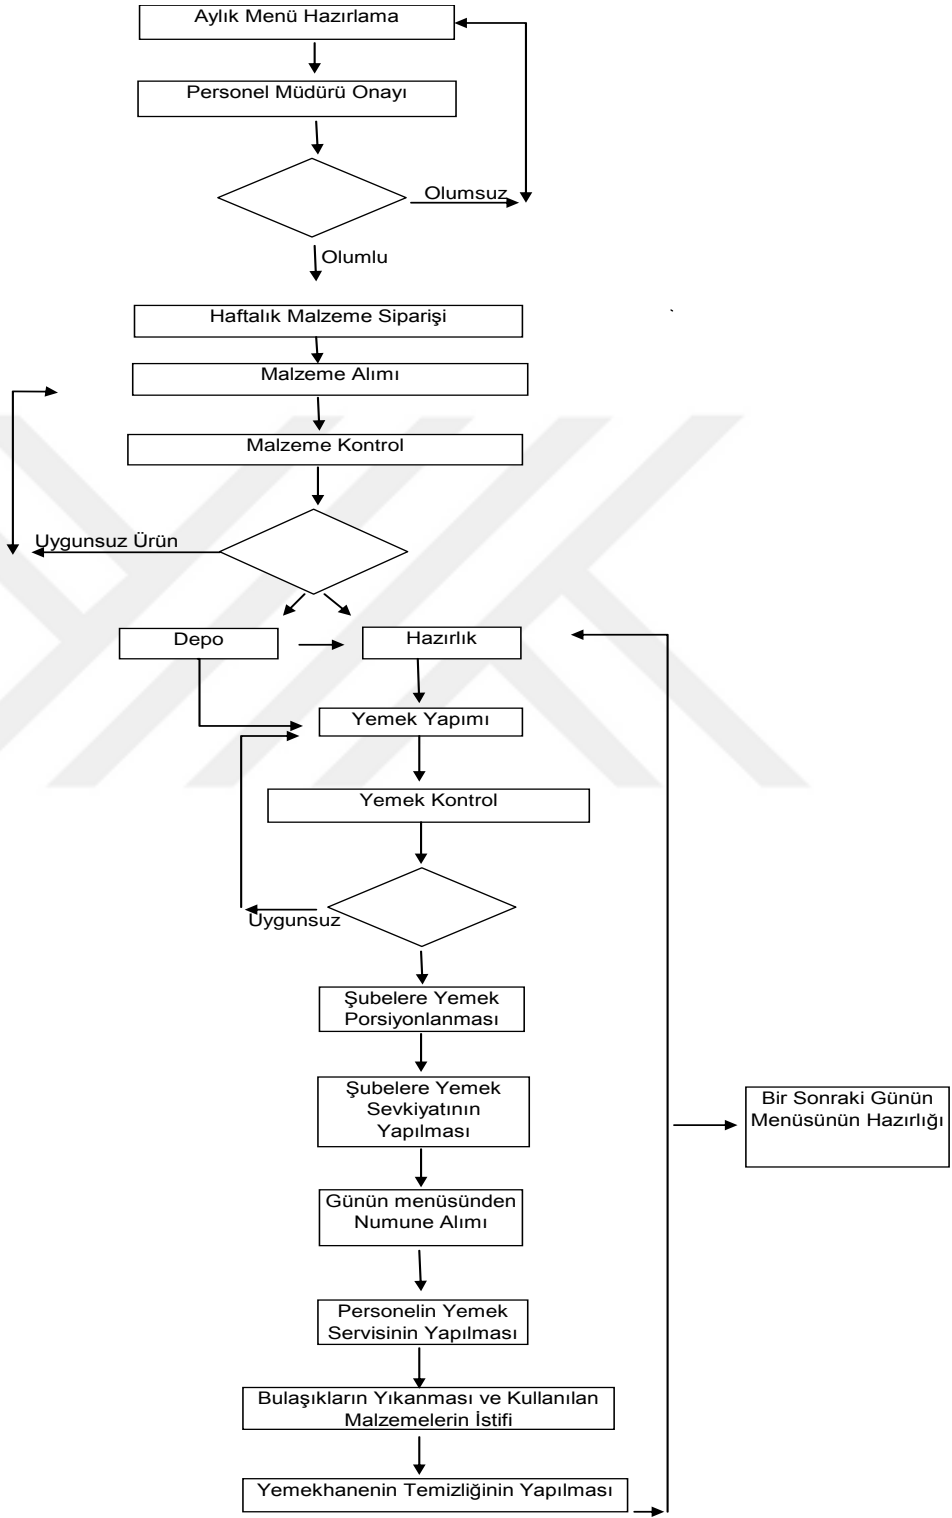 Aylık Menü Hazırlama
Personel Müdürü Onayı
Olumsuz
Olumlu
Haftalık Malzeme Siparişi
Malzeme Alımı
Malzeme Kontrol
Uygunsuz Ürün
Depo
Hazırlık
Yemek Yapımı
Yemek Kontrol
Uygunsuz
Şubelere Yemek
Porsiyonlanması
Şubelere Yemek
Sevkiyatının
Yapılması
Bir Sonraki Günün
Menüsünün Hazırlığı
Günün menüsünden
Numune Alımı
Personelin Yemek
Servisinin Yapılması
Bulaşıkların Yıkanması ve Kullanılan
Malzemelerin İstifi
Yemekhanenin Temizliğinin Yapılması